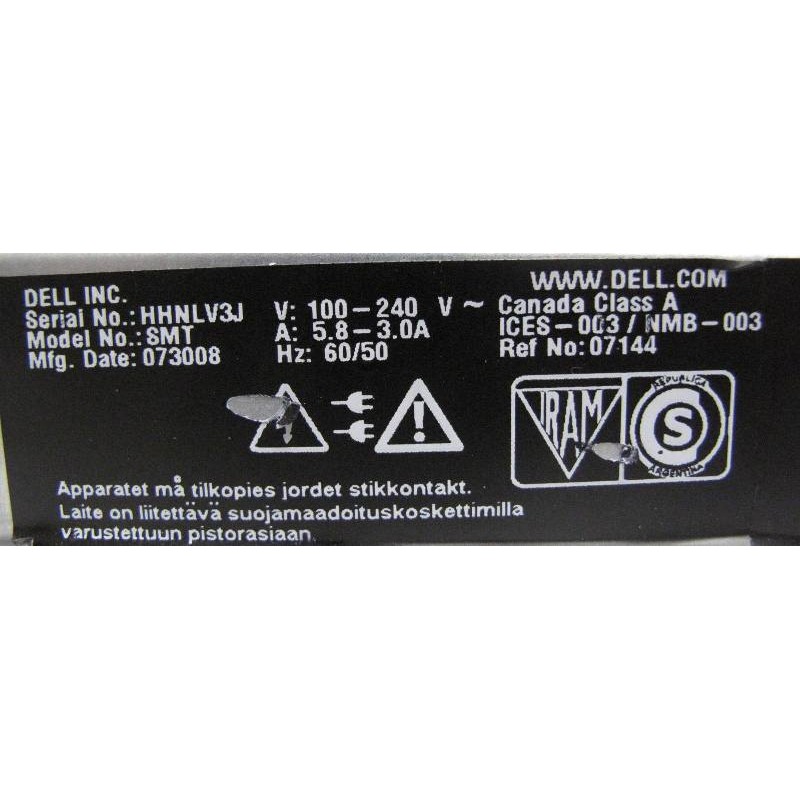 DELL INC.
Serial No.: HHNLV3J
Model No.: SMT
Mfg. Date: 073008
V: 100-240 V ~
A: 5.8-3.0A
Hz: 60/50
WWW.DELL.COM
Canada Class A
ICES-003 / NMB-003
Ref No: 07144
IRAM
REPUBLICA
S
ARGENTINA
Apparatet må tilkopies jordet stikkontakt.
Laite on liitettävä suojamaadoituskoskettimilla
varustettuun pistorasiaan.